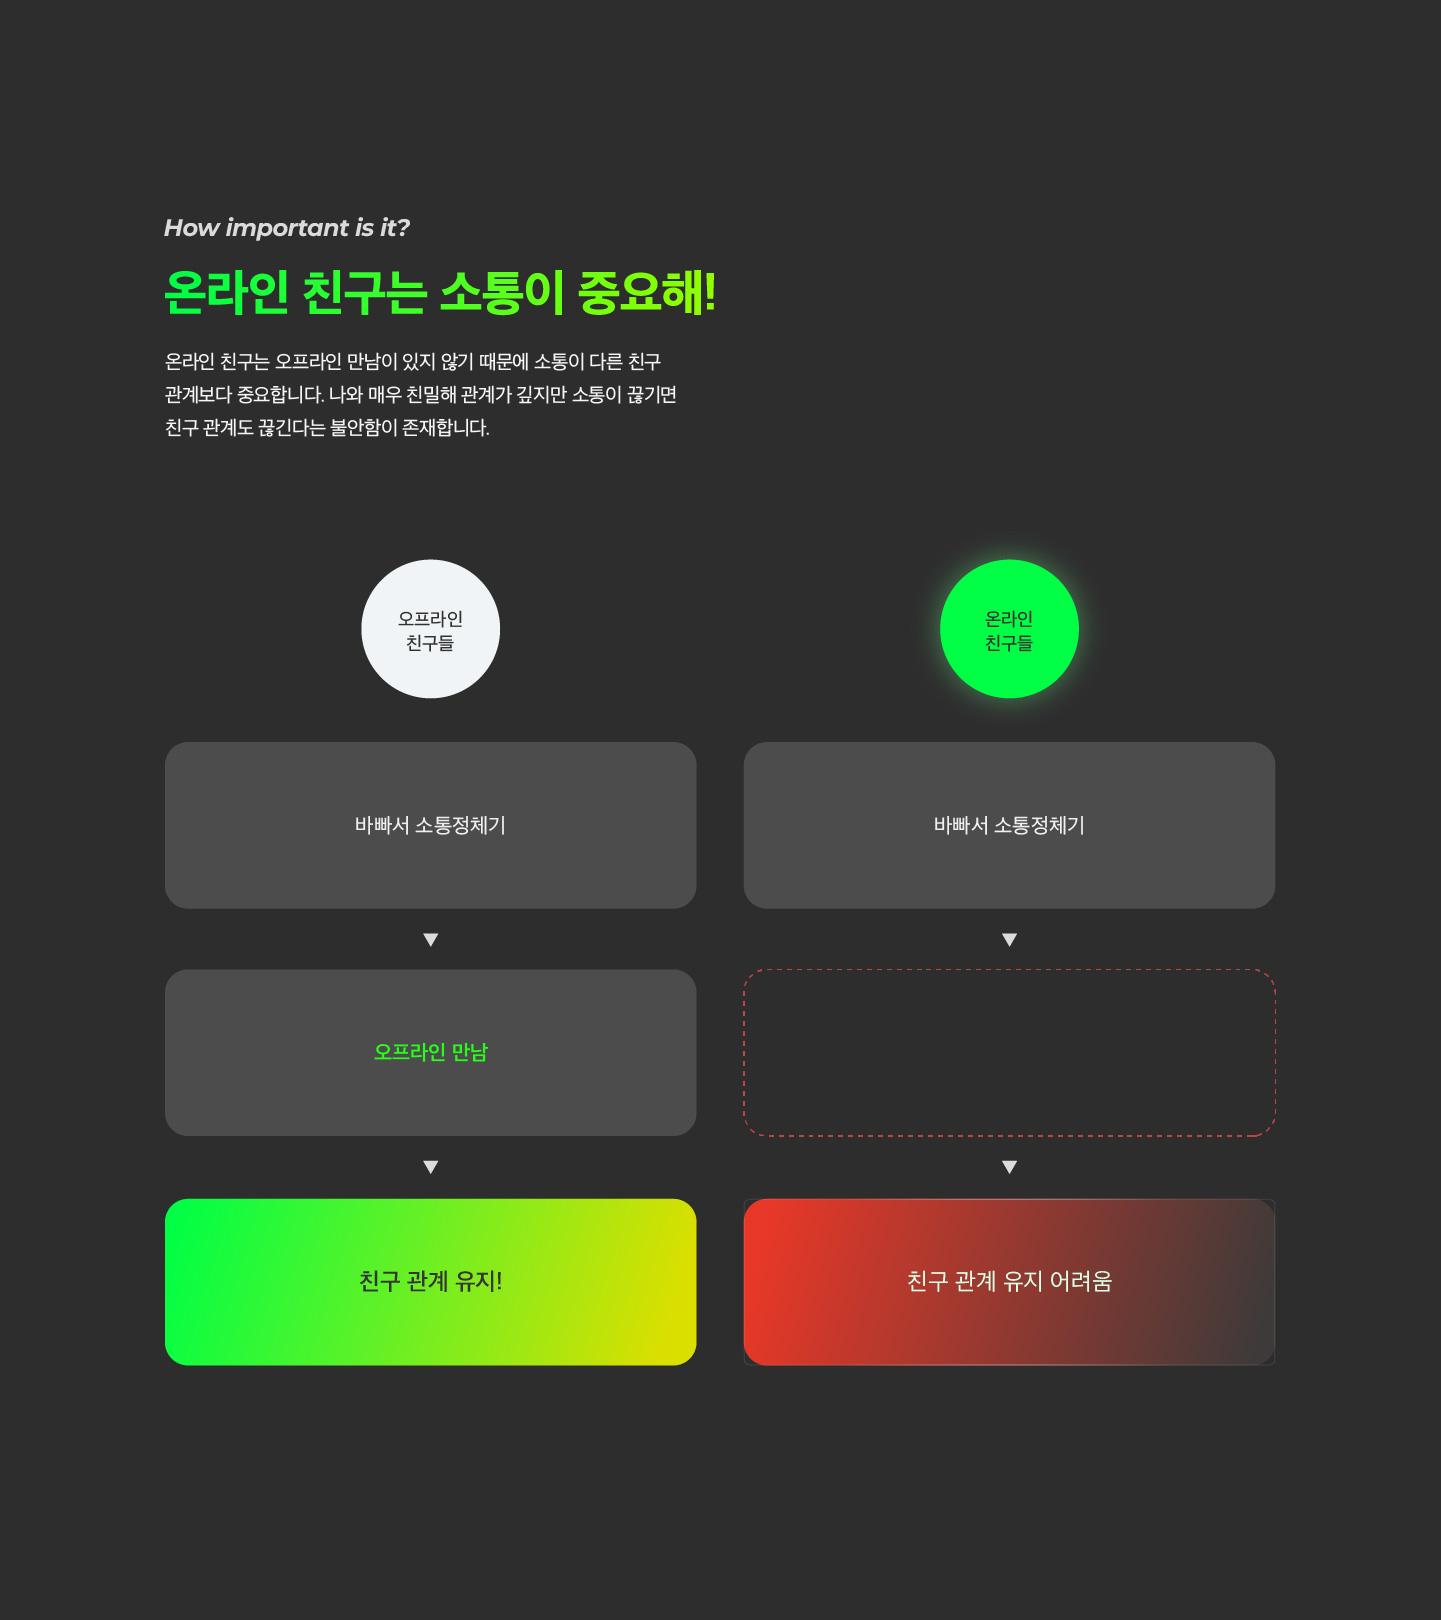 How important is it?
온라인 친구는 소통이 중요해!
온라인 친구는 오프라인 만남이 있지 않기 때문에 소통이 다른 친구
관계보다 중요합니다. 나와 매우 친밀해 관계가 깊지만 소통이 끊기면
친구 관계도 끊긴다는 불안함이 존재합니다.
오프라인
친구들
바빠서 소통정체기
오프라인 만남
친구 관계 유지!
온라인
친구들
바빠서 소통정체기
친구 관계 유지 어려움